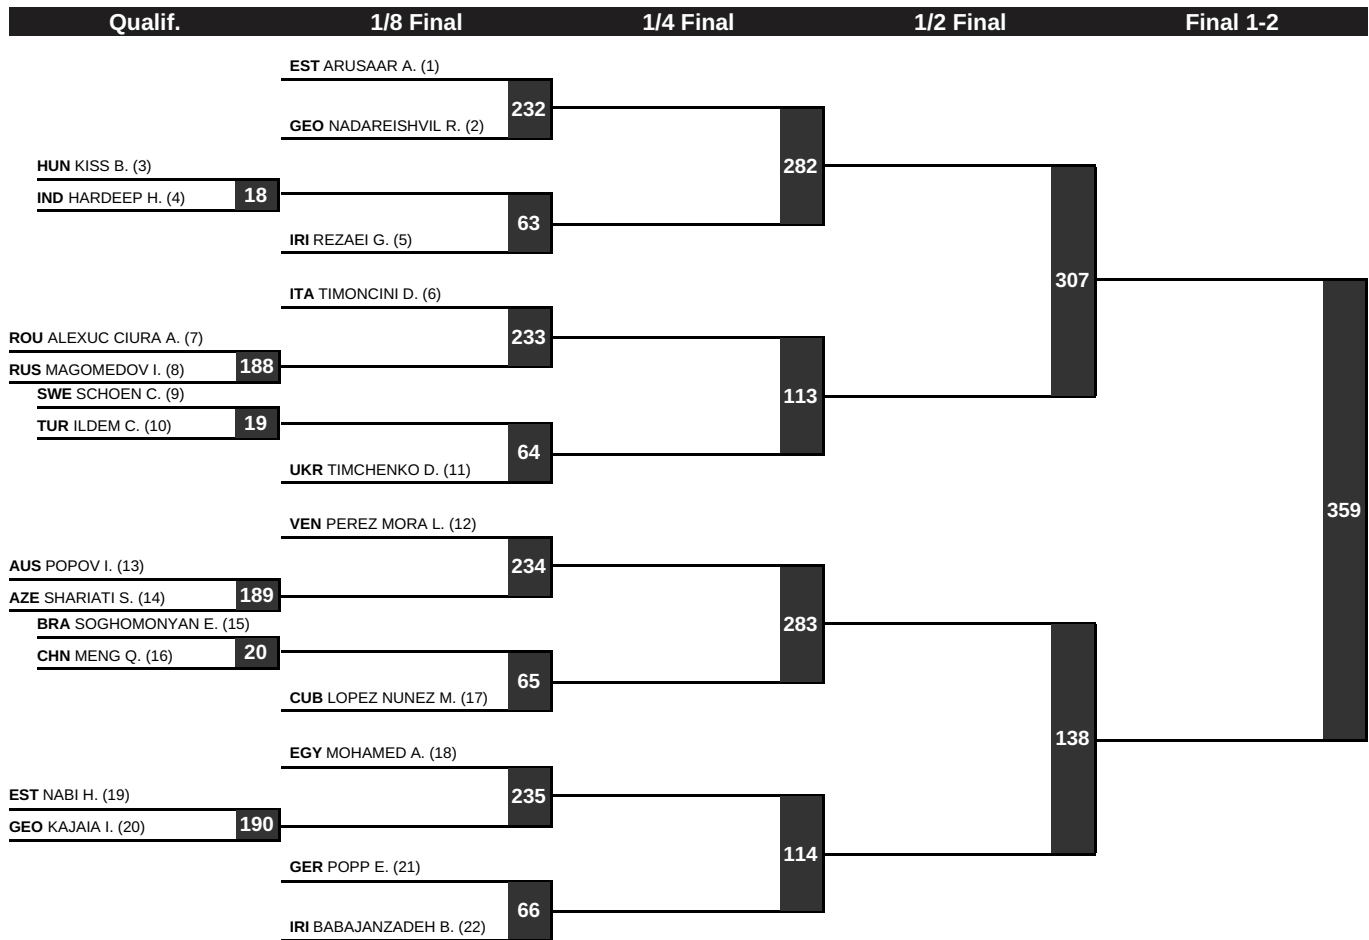 Qualif. 1/8 Final 1/4 Final 1/2 Final Final 1-2
EST ARUSAAR A. (1)
232
GEO NADAREISHVIL R. (2)
HUN KISS B. (3)
282
IND HARDEEP H. (4)
18
63
IRI REZAEI G. (5)
307
ITA TIMONCINI D. (6)
233
ROU ALEXUC CIURA A. (7)
188
RUS MAGOMEDOV I. (8)
SWE SCHOEN C. (9)
113
19
TUR ILDEM C. (10)
64
UKR TIMCHENKO D. (11)
359
VEN PEREZ MORA L. (12)
234
AUS POPOV I. (13)
189
AZE SHARIATI S. (14)
BRA SOGHOMONYAN E. (15)
283
20
CHN MENG Q. (16)
65
CUB LOPEZ NUNEZ M. (17)
138
EGY MOHAMED A. (18)
235
EST NABI H. (19)
190
GEO KAJAIA I. (20)
114
GER POPP E. (21)
66
IRI BABAJANZADEH B. (22)